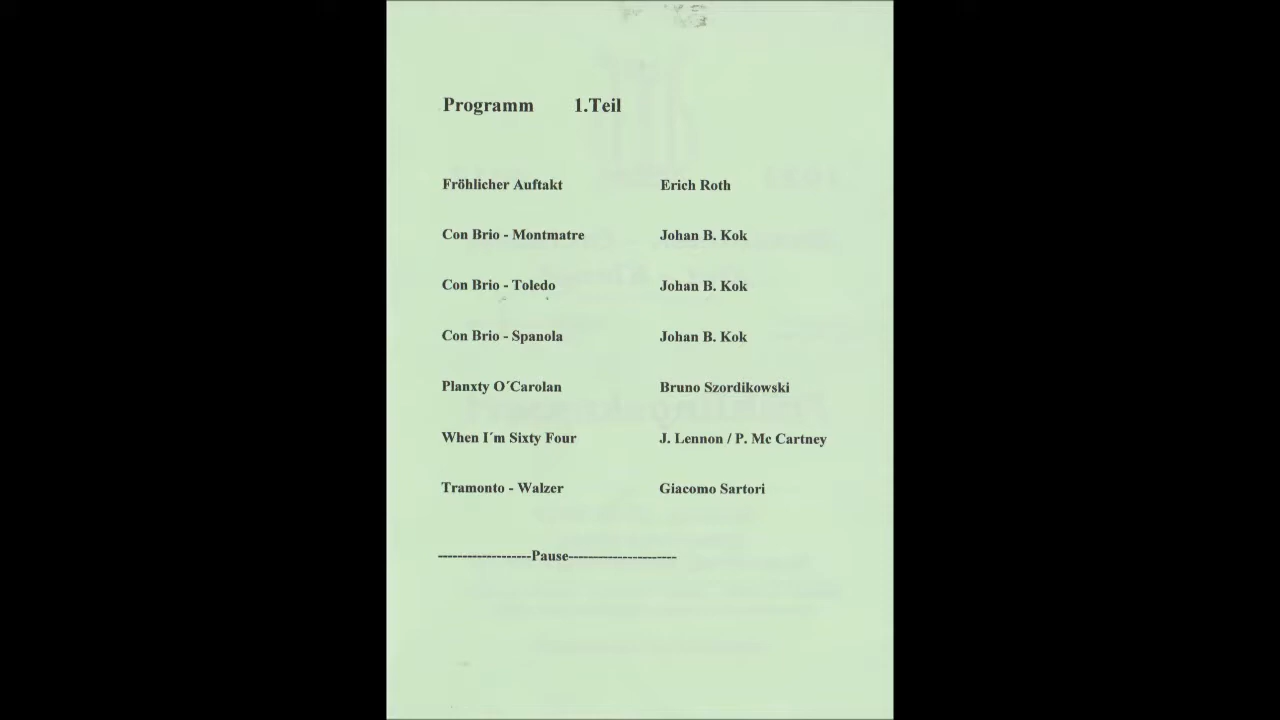 Programm 1.Teil
Fröhlicher Auftakt Erich Roth
Con Brio - Montmatre Johan B. Kok
Con Brio - Toledo Johan B. Kok
Con Brio - Spanola Johan B. Kok
Planxty O´Carolan Bruno Szordikowski
When I´m Sixty Four J. Lennon / P. Mc Cartney
Tramonto - Walzer Giacomo Sartori
-------------------Pause----------------------